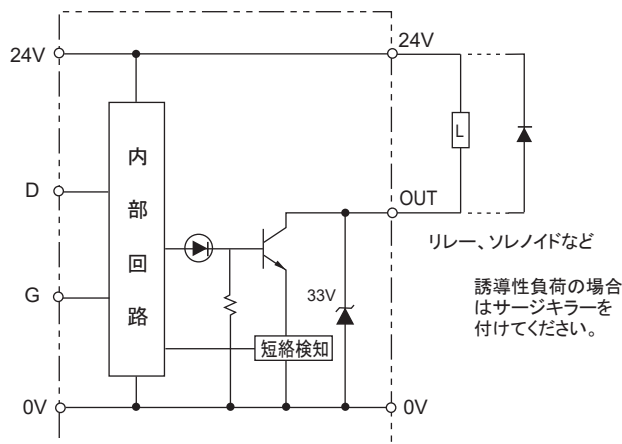 24V
24V
L
D
内部回路
OUT
リレー、ソレノイドなど
G
33V
誘導性負荷の場合
はサージキラーを
付けてください。
短絡検知
0V
0V